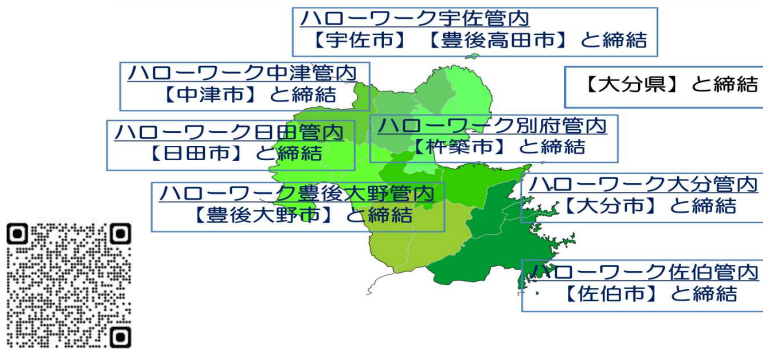 ハローワーク宇佐管内
【宇佐市】【豊後高田市】と締結
ハローワーク中津管内
【中津市】と締結
【大分県】と締結
ハローワーク日田管内
【日田市】と締結
ハローワーク別府管内
【杵築市】と締結
ハローワーク豊後大野管内
【豊後大野市】と締結
ハローワーク大分管内
【大分市】と締結
ハローワーク佐伯管内
【佐伯市】と締結